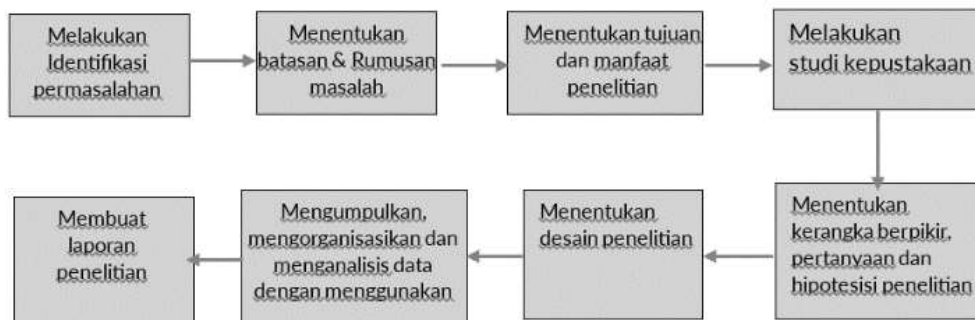 Melakukan
Identifikasi
permasalahan
Menentukan
batasan & Rumusan
masalah
Menentukan tujuan
dan manfaat
penelitian
Melakukan
studi kepustakaan
Menentukan
kerangka berpikir,
pertanyaan dan
hipotesisi penelitian
Menentukan
desain penelitian
Mengumpulkan,
mengorganisasikan dan
menganalisis data
dengan menggunakan
Membuat
laporan
penelitian